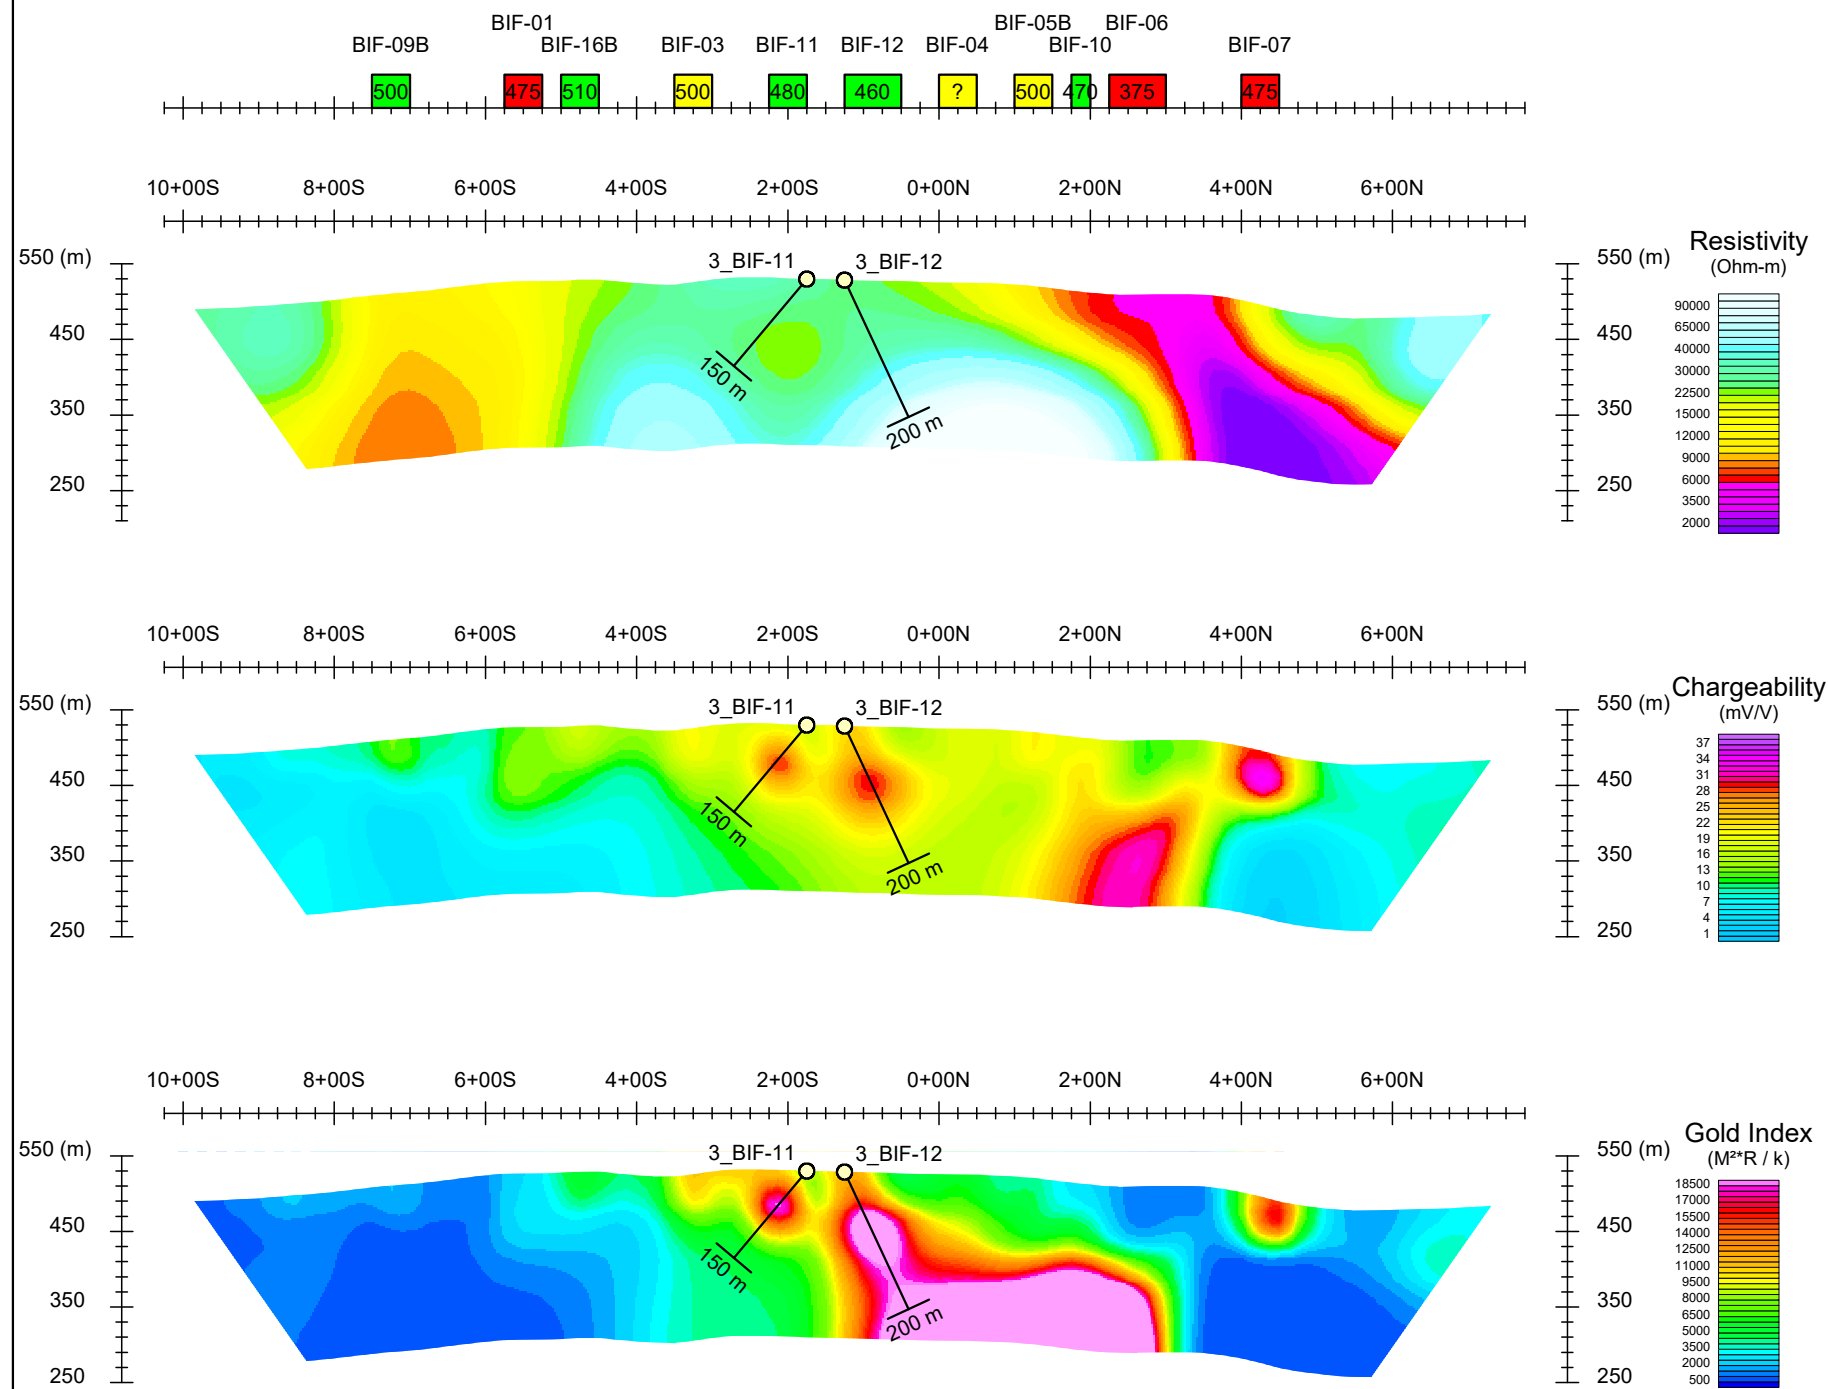 BIF-01 BIF-05B BIF-06
BIF-09B BIF-16B BIF-03 BIF-11 BIF-12 BIF-04 BIF-10 BIF-07
500 475 510 500 480 460 ? 500 470 375 475
10+00S 8+00S 6+00S 4+00S 2+00S 0+00N 2+00N 4+00N 6+00N
Resistivity
(Ohm-m)
550 (m) 3_BIF-11 3_BIF-12 550 (m)
90000
65000
450 450
40000
30000
150 m
22500
350 350
15000
200 m
12000
9000
250 250
6000
3500
2000
10+00S 8+00S 6+00S 4+00S 2+00S 0+00N 2+00N 4+00N 6+00N
Chargeability
(mV/V)
550 (m) 3_BIF-11 3_BIF-12 550 (m)
37
34
450 450
31
28
25
150 m
22
19
350 350
16
200 m
13
10
7
250 250
4
1
10+00S 8+00S 6+00S 4+00S 2+00S 0+00N 2+00N 4+00N 6+00N
Gold Index
(M²*R / k)
550 (m) 3_BIF-11 3_BIF-12 550 (m)
18500
17000
15500
450 450
14000
12500
150 m
11000
9500
350 350
8000
200 m
6500
5000
3500
2000
250 250
500